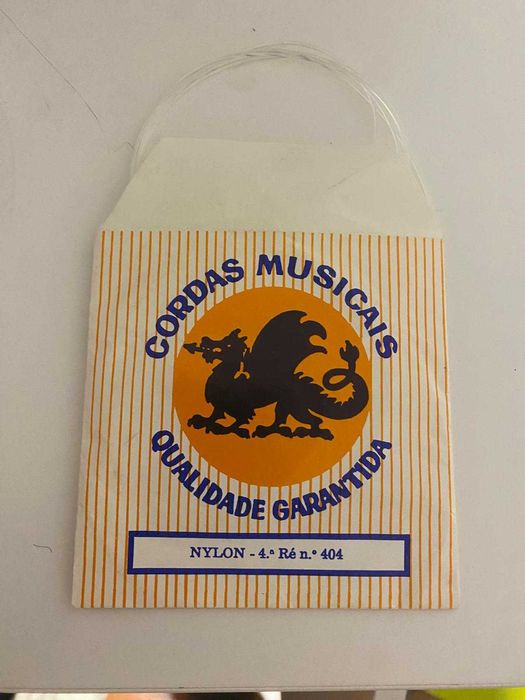 CORDAS MUSICAIS
QUALIDADE GARANTIDA
NYLON - 4.ª Ré n.º 404